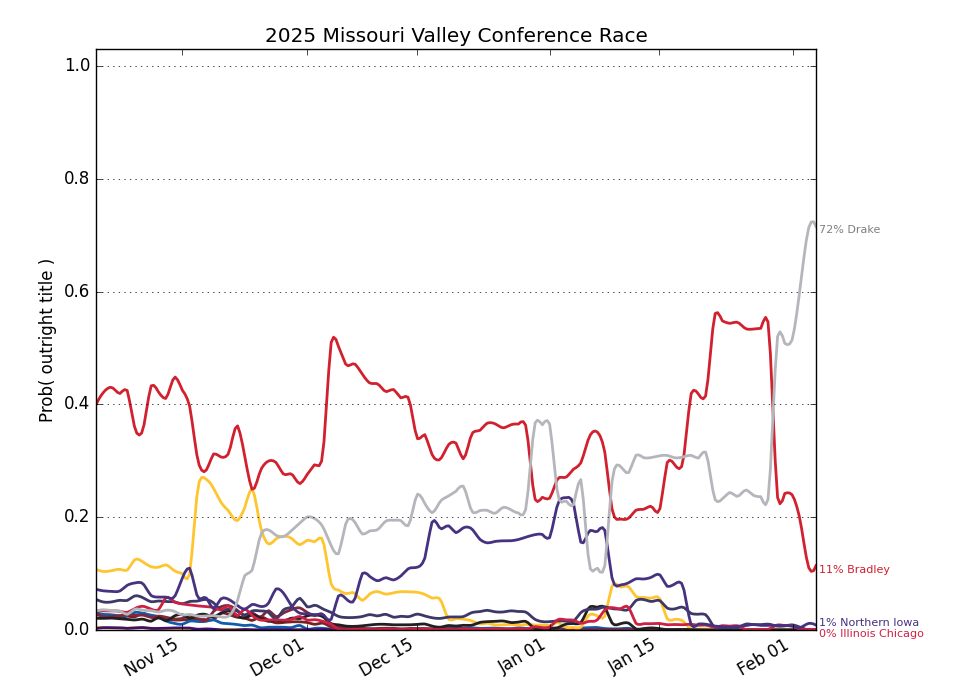 2025 Missouri Valley Conference Race
1.0
0.8
0.6
0.4
0.2
0.0
Prob( outright title )
72% Drake
11% Bradley
1% Northern Iowa
0% Illinois Chicago
Nov 15
Dec 01
Dec 15
Jan 01
Jan 15
Feb 01